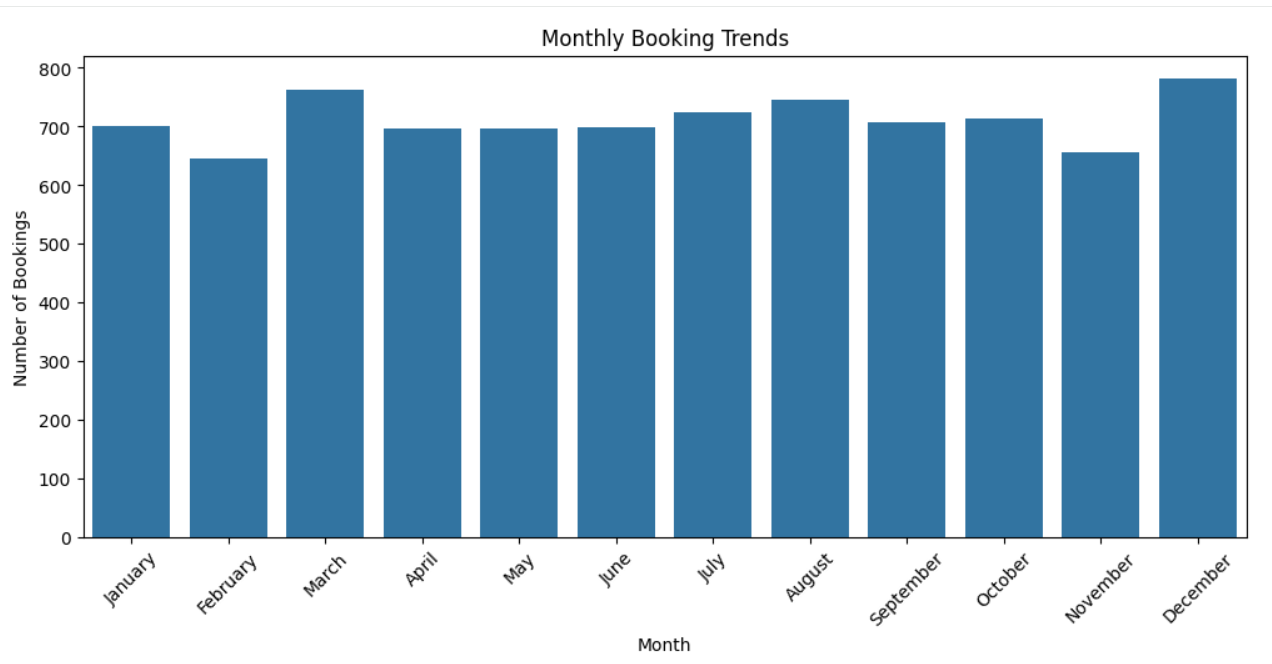 Monthly Booking Trends
800
700
600
500
400
300
200
100
0
Number of Bookings
January
February
March
April
May
June
July
August
September
October
November
December
Month